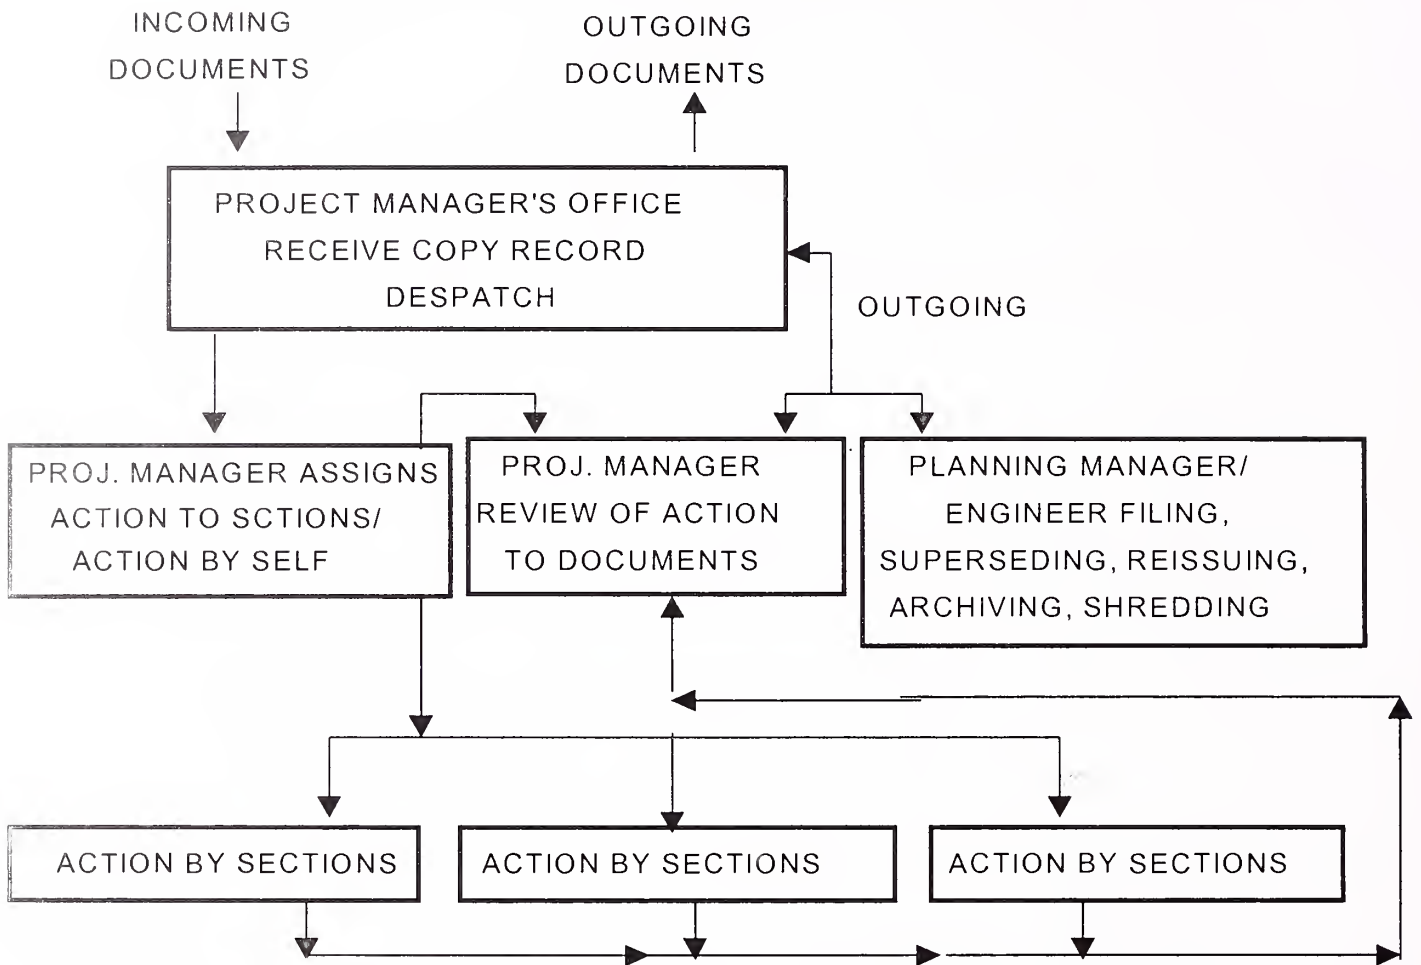 INCOMING
DOCUMENTS
OUTGOING
DOCUMENTS
PROJECT MANAGER'S OFFICE
RECEIVE COPY RECORD
DESPATCH
OUTGOING
PROJ. MANAGER ASSIGNS
ACTION TO SCTIONS/
ACTION BY SELF
PROJ. MANAGER
REVIEW OF ACTION
TO DOCUMENTS
PLANNING MANAGER/
ENGINEER FILING,
SUPERSEDING, REISSUING,
ARCHIVING, SHREDDING
ACTION BY SECTIONS
ACTION BY SECTIONS
ACTION BY SECTIONS